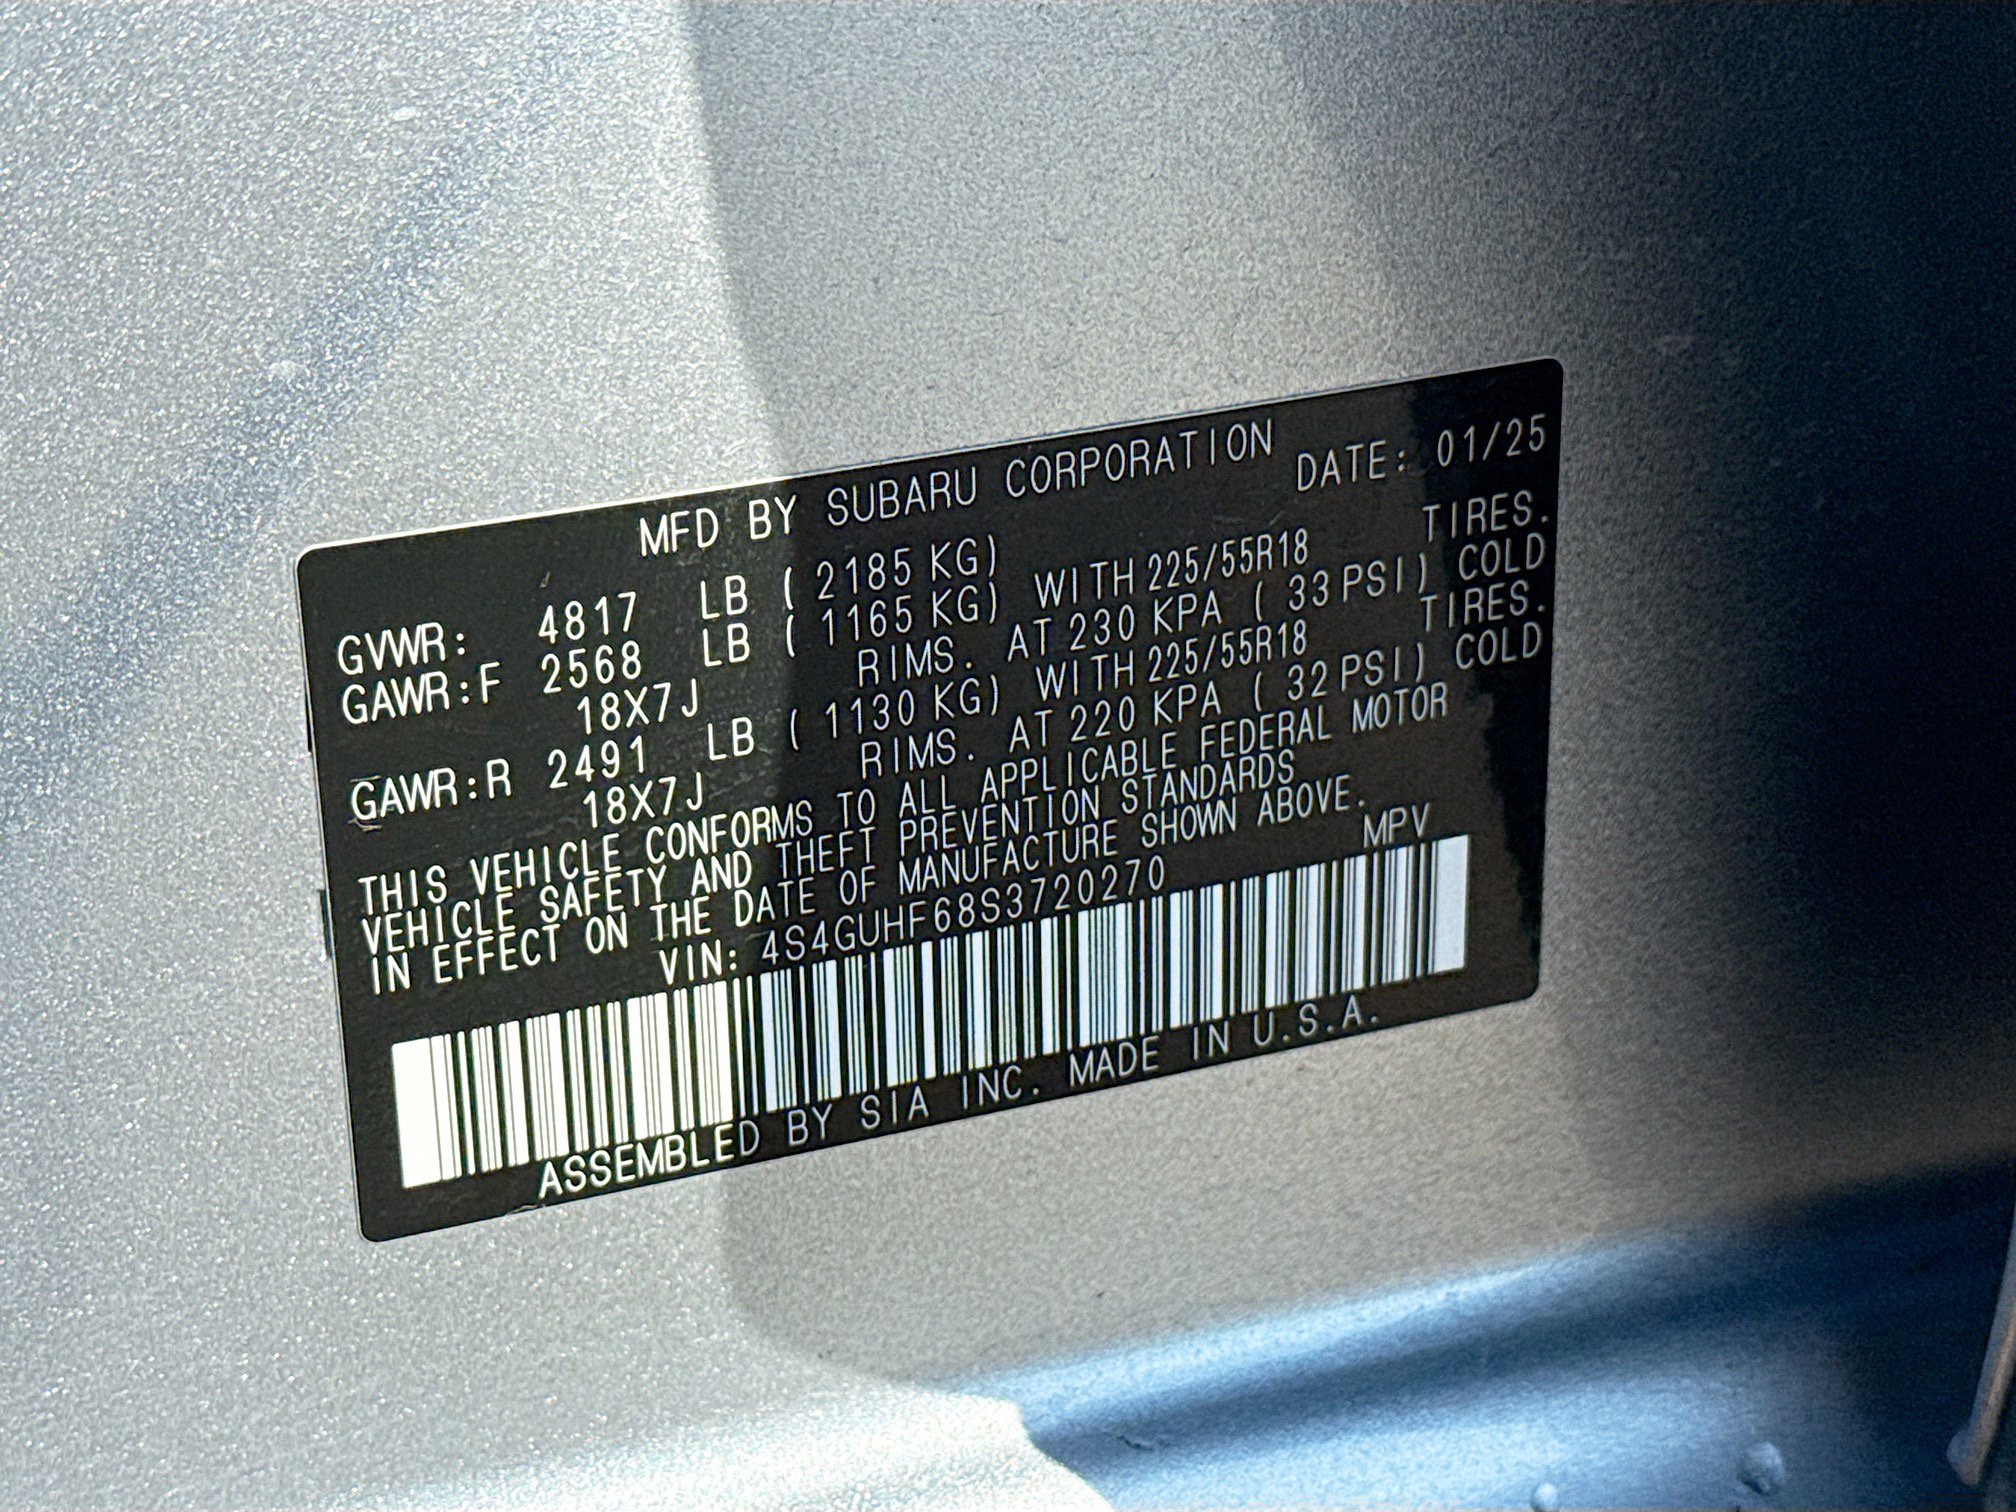 MFD BY SUBARU CORPORATION DATE: 01/25
GVWR: 4817 LB ( 2185 KG)
GAWR:F 2568 LB ( 1165 KG) WITH 225/55R18 TIRES.
18X7J RIMS. AT 230 KPA ( 33 PSI) COLD
GAWR:R 2491 LB ( 1130 KG) WITH 225/55R18 TIRES.
18X7J RIMS. AT 220 KPA ( 32 PSI) COLD
THIS VEHICLE CONFORMS TO ALL APPLICABLE FEDERAL MOTOR
VEHICLE SAFETY AND THEFT PREVENTION STANDARDS
IN EFFECT ON THE DATE OF MANUFACTURE SHOWN ABOVE.
VIN: 4S4GUHF68S3720270 MPV
ASSEMBLED BY SIA INC. MADE IN U.S.A.